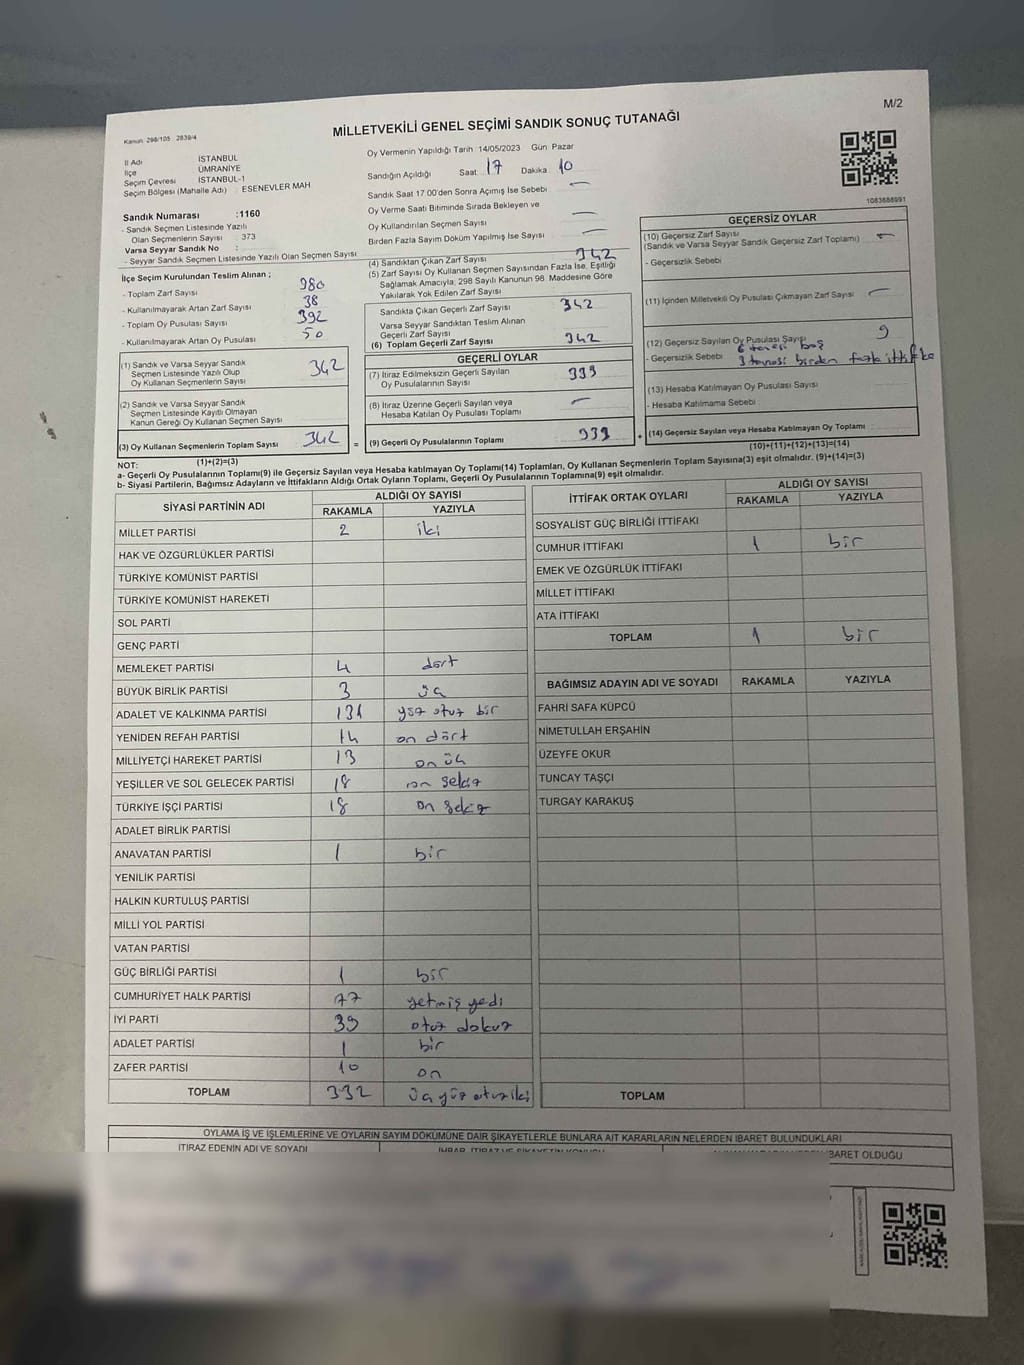 M/2
Kanun 298/105 2839/4
MİLLETVEKİLİ GENEL SEÇİMİ SANDIK SONUÇ TUTANAĞI
İl Adı İSTANBUL
İlçe ÜMRANİYE
Seçim Çevresi İSTANBUL-1
Seçim Bölgesi (Mahalle Adı) : ESENEVLER MAH
Oy Vermenin Yapıldığı Tarih : 14/05/2023 Gün: Pazar
Sandığın Açıldığı Saat 17 Dakika 10
Sandık Saat 17:00'den Sonra Açımış İse Sebebi —
Oy Verme Saati Bitiminde Sırada Bekleyen ve
Oy Kullandırılan Seçmen Sayısı —
Birden Fazla Sayım Döküm Yapılmış İse Sayısı —
1083688991
Sandık Numarası :1160
- Sandık Seçmen Listesinde Yazılı
Olan Seçmenlerin Sayısı : 373
Varsa Seyyar Sandık No :
- Seyyar Sandık Seçmen Listesinde Yazılı Olan Seçmen Sayısı
İlçe Seçim Kurulundan Teslim Alınan ;
- Toplam Zarf Sayısı 380
- Kullanılmayarak Artan Zarf Sayısı 38
- Toplam Oy Pusulası Sayısı 392
- Kullanılmayarak Artan Oy Pusulası 50
(1) Sandık ve Varsa Seyyar Sandık
Seçmen Listesinde Yazılı Olup
Oy Kullanan Seçmenlerin Sayısı 342
(2) Sandık ve Varsa Seyyar Sandık
Seçmen Listesinde Kayıtlı Olmayan
Kanun Gereği Oy Kullanan Seçmen Sayısı
(3) Oy Kullanan Seçmenlerin Toplam Sayısı 342
(1)+(2)=(3)
(4) Sandıktan Çıkan Zarf Sayısı 342
(5) Zarf Sayısı Oy Kullanan Seçmen Sayısından Fazla İse, Eşitliği
Sağlamak Amacıyla, 298 Sayılı Kanunun 98. Maddesine Göre
Yakılarak Yok Edilen Zarf Sayısı
Sandıkta Çıkan Geçerli Zarf Sayısı 342
Varsa Seyyar Sandıktan Teslim Alınan
Geçerli Zarf Sayısı
(6) Toplam Geçerli Zarf Sayısı 342
GEÇERLİ OYLAR
(7) İtiraz Edilmeksizin Geçerli Sayılan
Oy Pusulalarının Sayısı 333
(8) İtiraz Üzerine Geçerli Sayılan veya
Hesaba Katılan Oy Pusulası Toplamı —
= (9) Geçerli Oy Pusulalarının Toplamı 333 +
GEÇERSİZ OYLAR
(10) Geçersiz Zarf Sayısı
(Sandık ve Varsa Seyyar Sandık Geçersiz Zarf Toplamı) —
- Geçersizlik Sebebi
(11) İçinden Milletvekili Oy Pusulası Çıkmayan Zarf Sayısı —
(12) Geçersiz Sayılan Oy Pusulası Sayısı 9
6 tanesi boş
- Geçersizlik Sebebi 3 tanesi birden fazla ittifaka
(13) Hesaba Katılmayan Oy Pusulası Sayısı
- Hesaba Katılmama Sebebi
(14) Geçersiz Sayılan veya Hesaba Katılmayan Oy Toplamı
(10)+(11)+(12)+(13)=(14)
NOT:
a- Geçerli Oy Pusulalarının Toplamı(9) ile Geçersiz Sayılan veya Hesaba katılmayan Oy Toplamı(14) Toplamları, Oy Kullanan Seçmenlerin Toplam Sayısına(3) eşit olmalıdır. (9)+(14)=(3)
b- Siyasi Partilerin, Bağımsız Adayların ve İttifakların Aldığı Ortak Oyların Toplamı, Geçerli Oy Pusulalarının Toplamına(9) eşit olmalıdır.
SİYASİ PARTİNİN ADI ALDIĞI OY SAYISI
RAKAMLA YAZIYLA
MİLLET PARTİSİ 2 iki
HAK VE ÖZGÜRLÜKLER PARTİSİ
TÜRKİYE KOMÜNİST PARTİSİ
TÜRKİYE KOMÜNİST HAREKETİ
SOL PARTİ
GENÇ PARTİ
MEMLEKET PARTİSİ 4 dört
BÜYÜK BİRLİK PARTİSİ 3 üç
ADALET VE KALKINMA PARTİSİ 131 yüz otuz bir
YENİDEN REFAH PARTİSİ 14 on dört
MİLLİYETÇİ HAREKET PARTİSİ 13 on üç
YEŞİLLER VE SOL GELECEK PARTİSİ 18 on sekiz
TÜRKİYE İŞÇİ PARTİSİ 18 on sekiz
ADALET BİRLİK PARTİSİ
ANAVATAN PARTİSİ 1 bir
YENİLİK PARTİSİ
HALKIN KURTULUŞ PARTİSİ
MİLLİ YOL PARTİSİ
VATAN PARTİSİ
GÜÇ BİRLİĞİ PARTİSİ 1 bir
CUMHURİYET HALK PARTİSİ 77 yetmiş yedi
İYİ PARTİ 39 otuz dokuz
ADALET PARTİSİ 1 bir
ZAFER PARTİSİ 10 on
TOPLAM 332 üç yüz otuz iki
İTTİFAK ORTAK OYLARI ALDIĞI OY SAYISI
RAKAMLA YAZIYLA
SOSYALİST GÜÇ BİRLİĞİ İTTİFAKI
CUMHUR İTTİFAKI 1 bir
EMEK VE ÖZGÜRLÜK İTTİFAKI
MİLLET İTTİFAKI
ATA İTTİFAKI
TOPLAM 1 bir
BAĞIMSIZ ADAYIN ADI VE SOYADI RAKAMLA YAZIYLA
FAHRİ SAFA KÜPCÜ
NİMETULLAH ERŞAHİN
ÜZEYFE OKUR
TUNCAY TAŞÇI
TURGAY KARAKUŞ
TOPLAM
OYLAMA İŞ VE İŞLEMLERİNE VE OYLARIN SAYIM DÖKÜMÜNE DAİR ŞİKAYETLERLE BUNLARA AİT KARARLARIN NELERDEN İBARET BULUNDUKLARI
İTİRAZ EDENİN ADI VE SOYADI
İBARET OLDUĞU